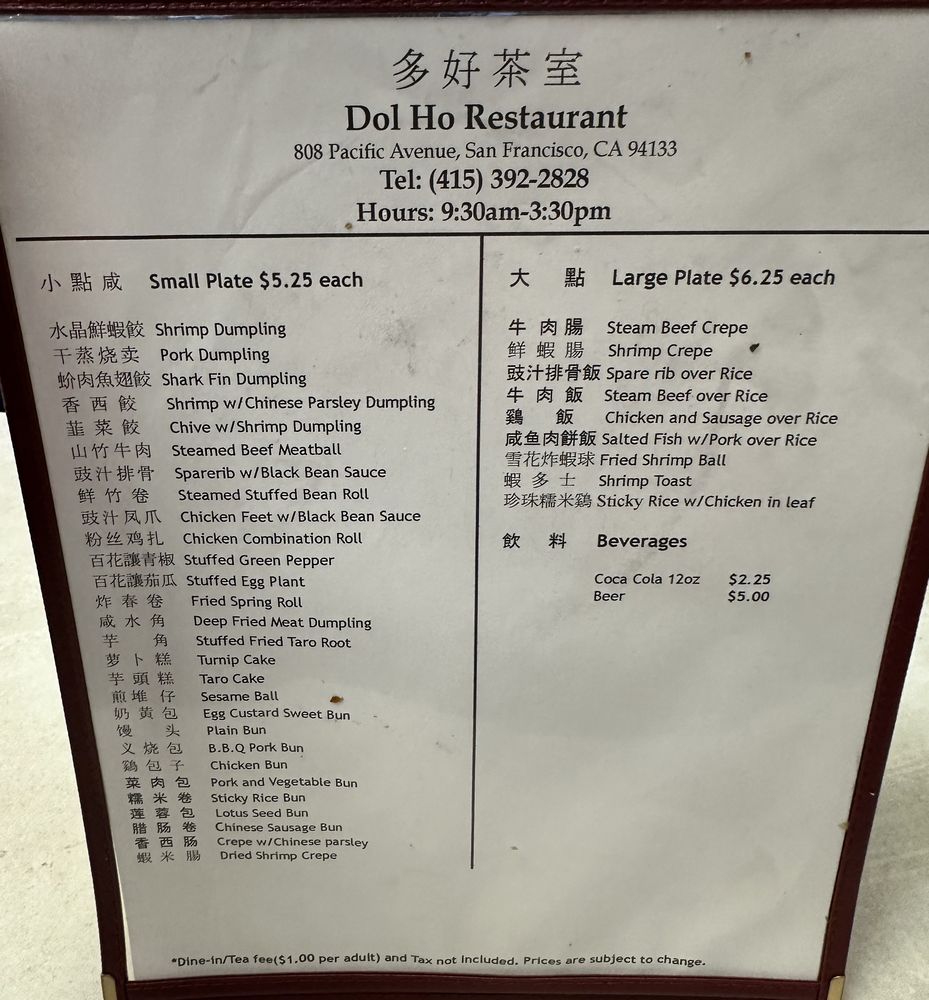 多好茶室
Dol Ho Restaurant
808 Pacific Avenue, San Francisco, CA 94133
Tel: (415) 392-2828
Hours: 9:30am-3:30pm
小點咸 Small Plate $5.25 each
水晶鮮蝦餃 Shrimp Dumpling
干蒸烧卖 Pork Dumpling
蚧肉魚翅餃 Shark Fin Dumpling
香西餃 Shrimp w/Chinese Parsley Dumpling
韮菜餃 Chive w/Shrimp Dumpling
山竹牛肉 Steamed Beef Meatball
豉汁排骨 Sparerib w/Black Bean Sauce
鲜竹卷 Steamed Stuffed Bean Roll
豉汁凤爪 Chicken Feet w/Black Bean Sauce
粉丝鸡扎 Chicken Combination Roll
百花讓青椒 Stuffed Green Pepper
百花讓茄瓜 Stuffed Egg Plant
炸春卷 Fried Spring Roll
咸水角 Deep Fried Meat Dumpling
芋角 Stuffed Fried Taro Root
萝卜糕 Turnip Cake
芋頭糕 Taro Cake
煎堆仔 Sesame Ball
奶黃包 Egg Custard Sweet Bun
馒头 Plain Bun
义烧包 B.B.Q Pork Bun
鷄包子 Chicken Bun
菜肉包 Pork and Vegetable Bun
糯米卷 Sticky Rice Bun
莲蓉包 Lotus Seed Bun
腊肠卷 Chinese Sausage Bun
香西肠 Crepe w/Chinese parsley
蝦米腸 Dried Shrimp Crepe
大點 Large Plate $6.25 each
牛肉腸 Steam Beef Crepe
鲜蝦腸 Shrimp Crepe
豉汁排骨飯 Spare rib over Rice
牛肉飯 Steam Beef over Rice
鷄飯 Chicken and Sausage over Rice
咸鱼肉餅飯 Salted Fish w/Pork over Rice
雪花炸蝦球 Fried Shrimp Ball
蝦多士 Shrimp Toast
珍珠糯米鷄 Sticky Rice w/Chicken in leaf
飲料 Beverages
Coca Cola 12oz $2.25
Beer $5.00
*Dine-in/Tea fee($1.00 per adult) and Tax not included. Prices are subject to change.